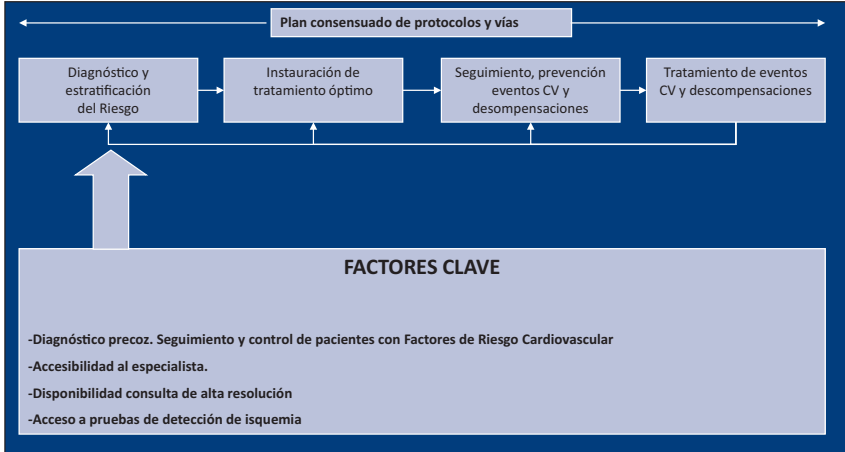 Plan consensuado de protocolos y vías
Diagnóstico y
estratificación
del Riesgo
Instauración de
tratamiento óptimo
Seguimiento, prevención
eventos CV y
desompensaciones
Tratamiento de eventos
CV y descompensaciones
FACTORES CLAVE
-Diagnóstico precoz. Seguimiento y control de pacientes con Factores de Riesgo Cardiovascular
-Accesibilidad al especialista.
-Disponibilidad consulta de alta resolución
-Acceso a pruebas de detección de isquemia